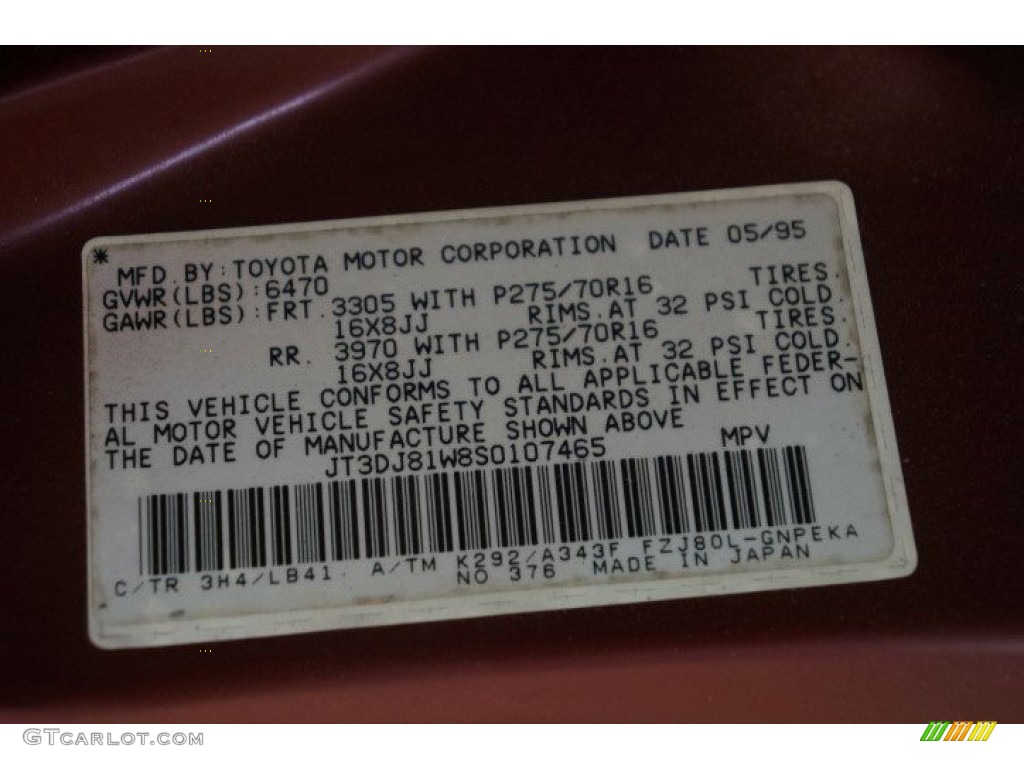 * MFD. BY: TOYOTA MOTOR CORPORATION DATE 05/95
GVWR(LBS): 6470
GAWR(LBS): FRT. 3305 WITH P275/70R16 TIRES.
16X8JJ RIMS. AT 32 PSI COLD.
RR. 3970 WITH P275/70R16 TIRES.
16X8JJ RIMS. AT 32 PSI COLD.
THIS VEHICLE CONFORMS TO ALL APPLICABLE FEDER-
AL MOTOR VEHICLE SAFETY STANDARDS IN EFFECT ON
THE DATE OF MANUFACTURE SHOWN ABOVE
JT3DJ81W8S0107465 MPV
C/TR 3H4/LB41 A/TM K292/A343F FZJ80L-GNPEKA
NO 376 MADE IN JAPAN
GTCARLOT.COM